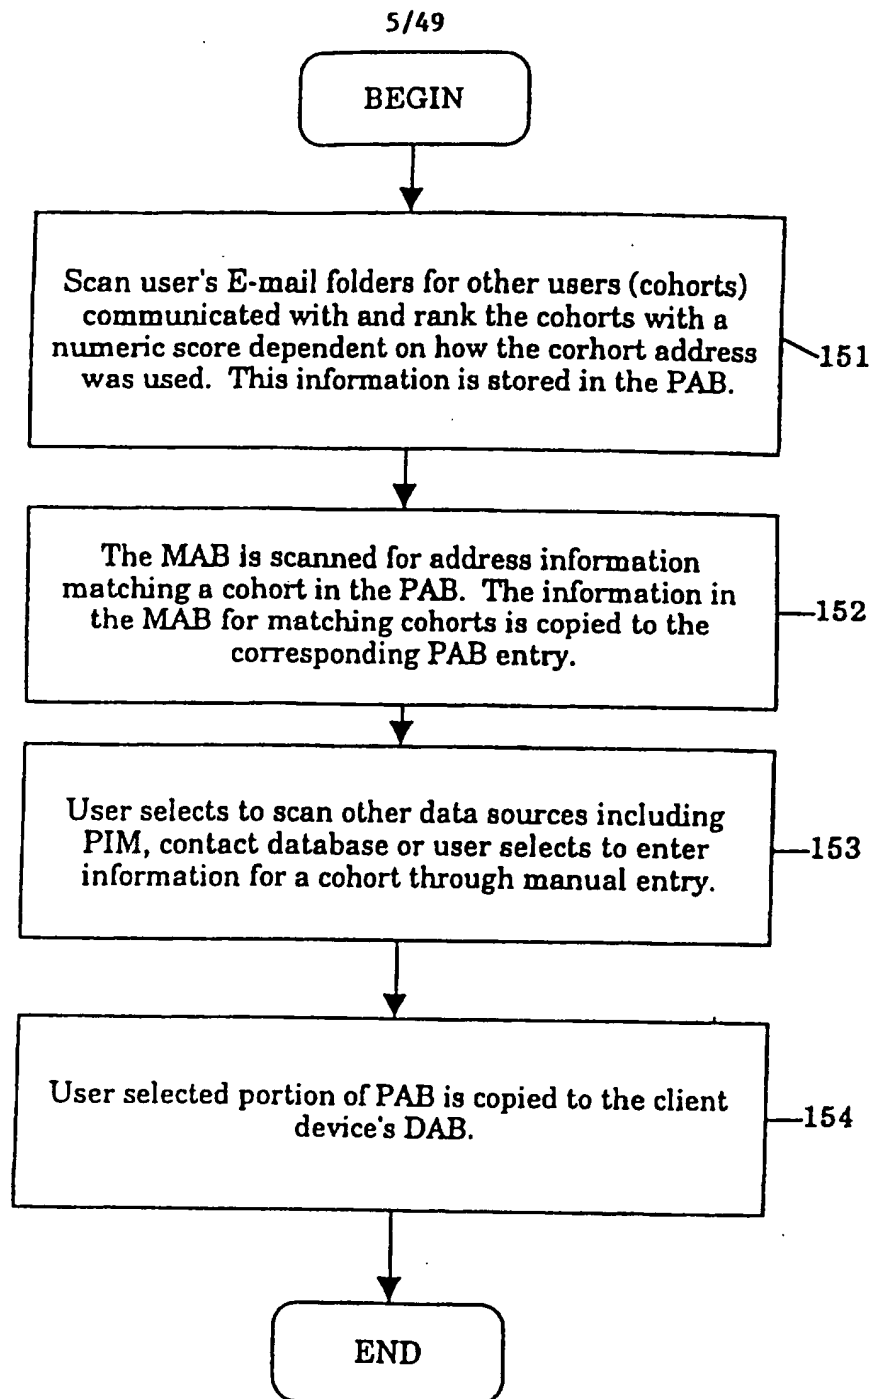 5/49
BEGIN
Scan user's E-mail folders for other users (cohorts)
communicated with and rank the cohorts with a
numeric score dependent on how the corhort address
was used. This information is stored in the PAB.
151
The MAB is scanned for address information
matching a cohort in the PAB. The information in
the MAB for matching cohorts is copied to the
corresponding PAB entry.
152
User selects to scan other data sources including
PIM, contact database or user selects to enter
information for a cohort through manual entry.
153
User selected portion of PAB is copied to the client
device's DAB.
154
END